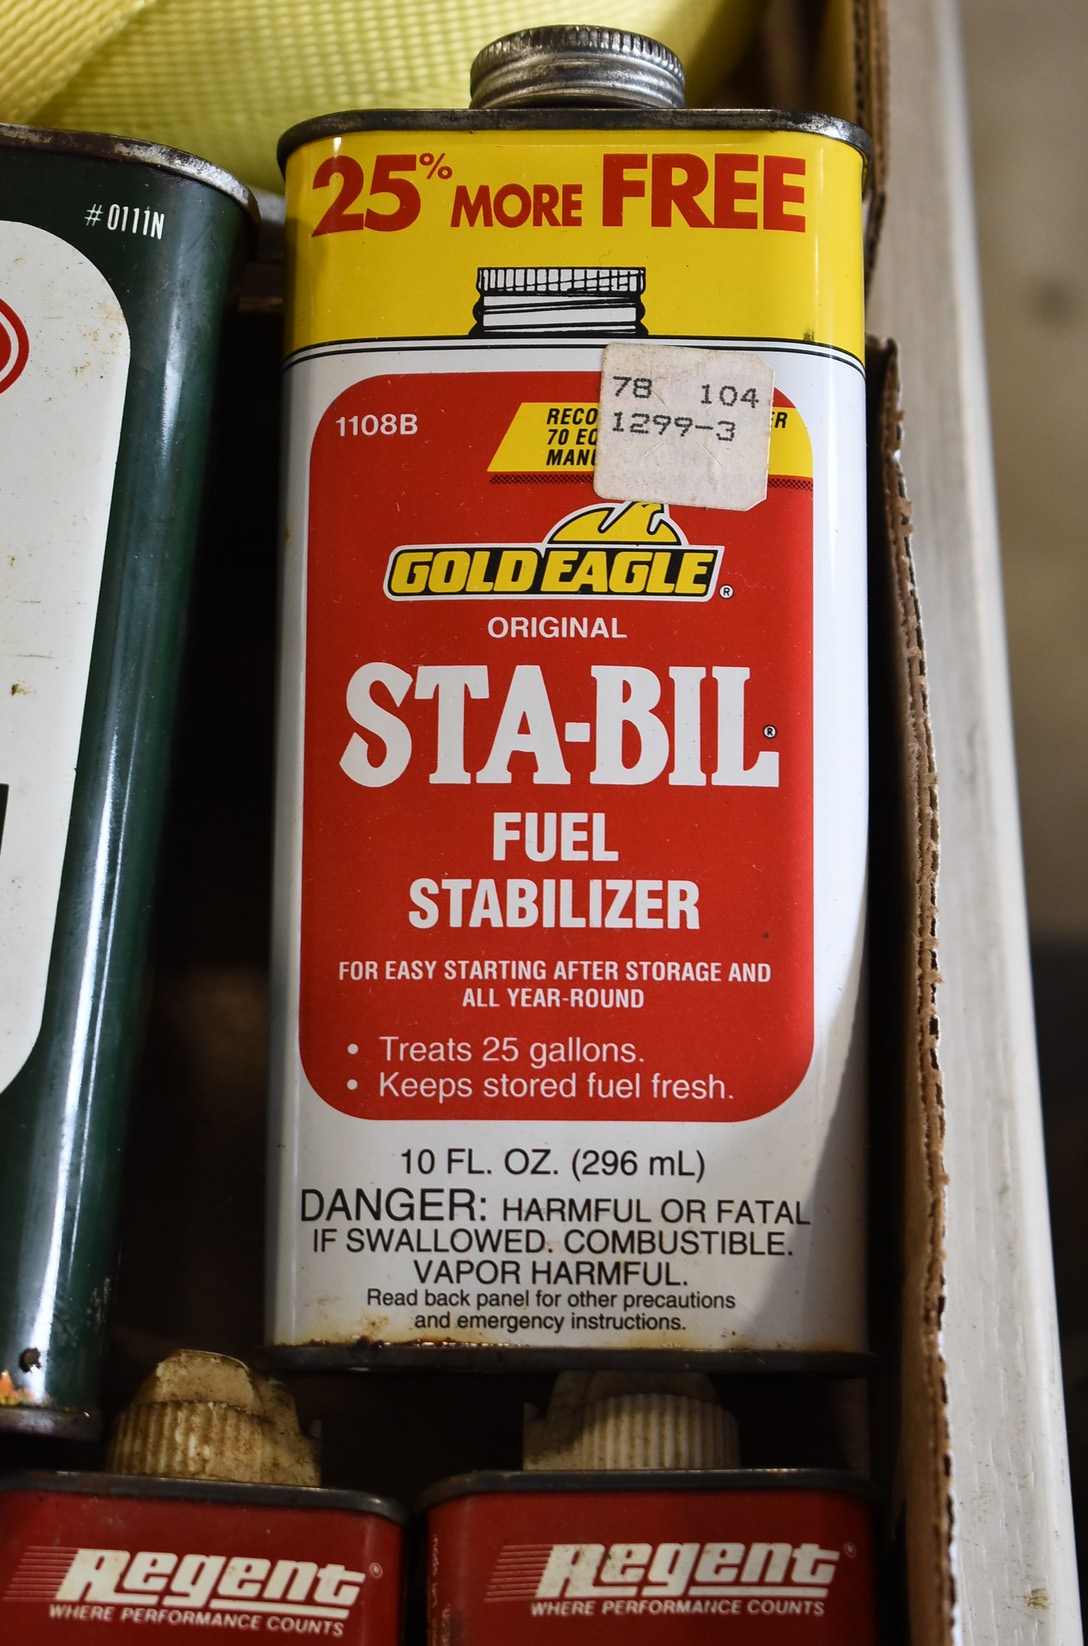 #0111N
25% MORE FREE
78 104
1299-3
1108B
70
GOLD EAGLE®
ORIGINAL
STA-BIL®
FUEL
STABILIZER
FOR EASY STARTING AFTER STORAGE AND
ALL YEAR-ROUND
• Treats 25 gallons.
• Keeps stored fuel fresh.
10 FL. OZ. (296 mL)
DANGER: HARMFUL OR FATAL
IF SWALLOWED. COMBUSTIBLE.
VAPOR HARMFUL.
Read back panel for other precautions
and emergency instructions.
Regent®
WHERE PERFORMANCE COUNTS
Regent®
WHERE PERFORMANCE COUNTS